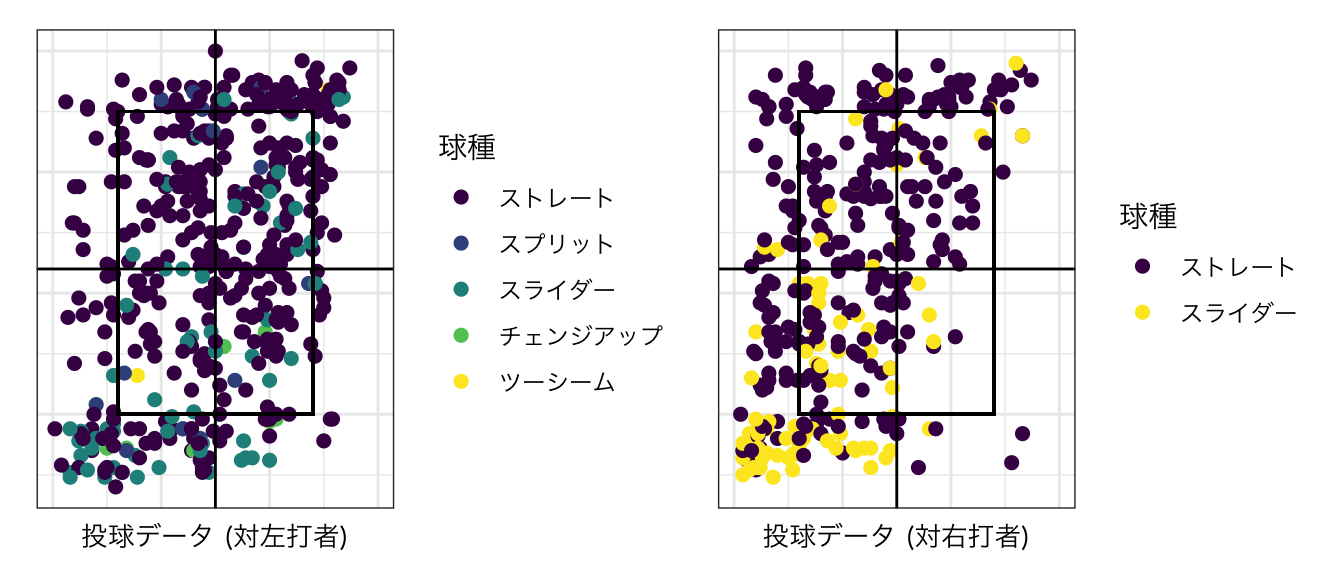 球種
ストレート
スプリット
スライダー
チェンジアップ
ツーシーム
投球データ (対左打者)
球種
ストレート
スライダー
投球データ (対右打者)